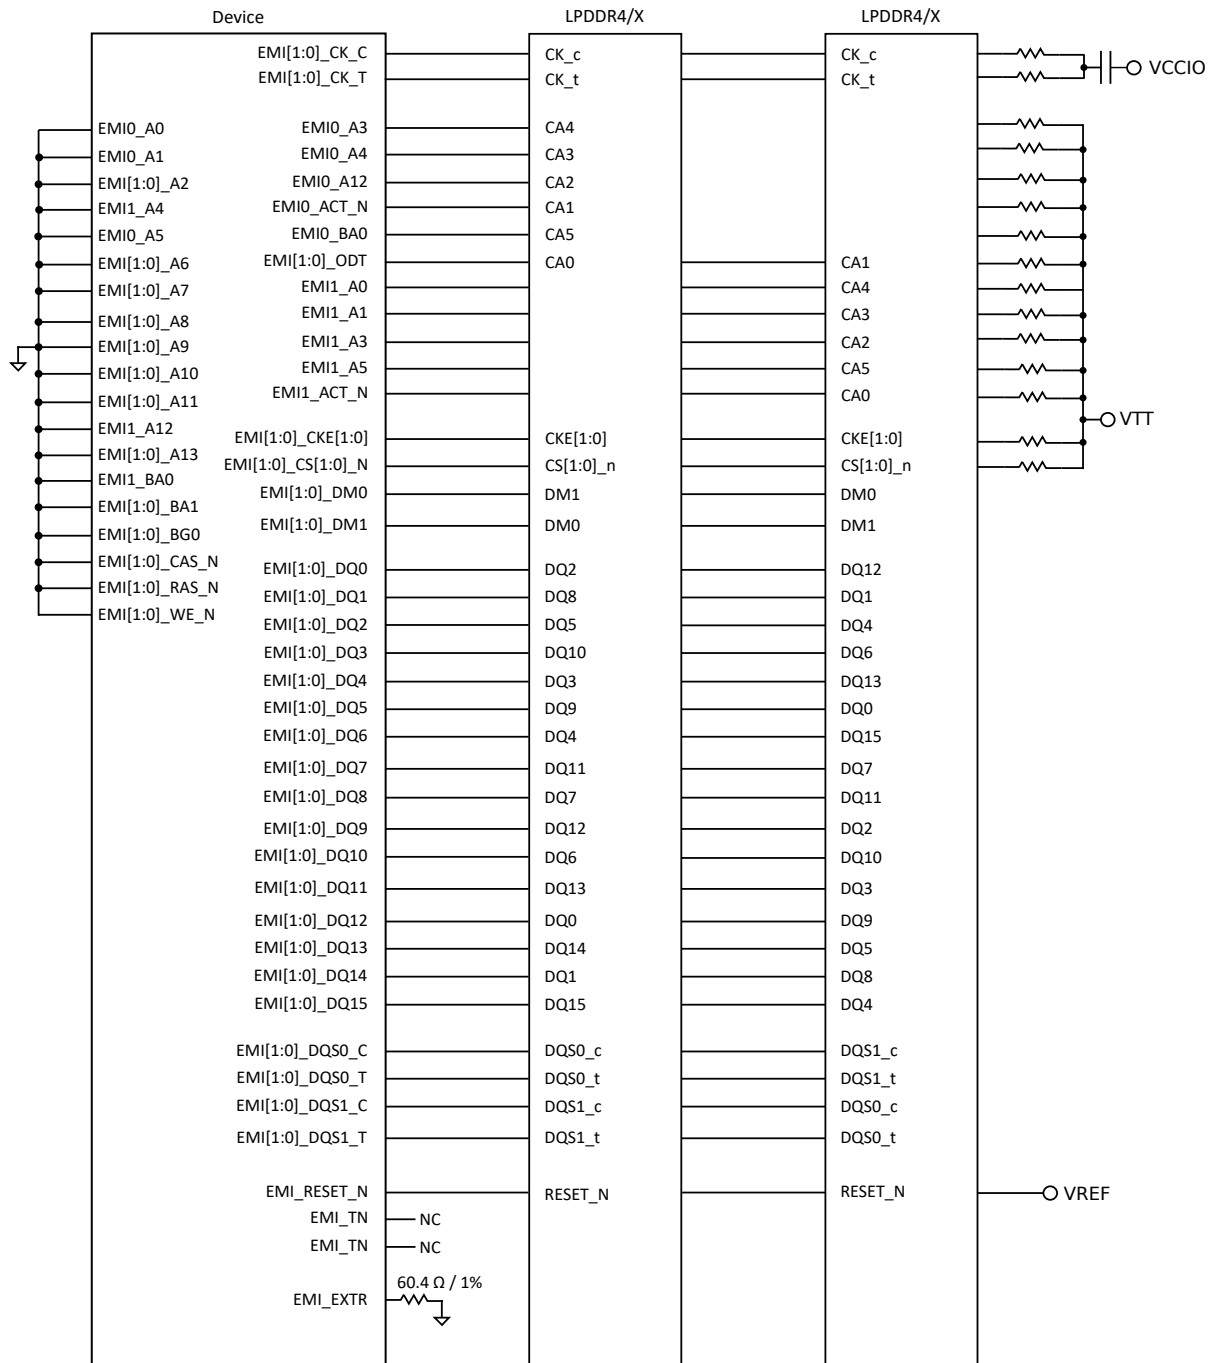 Device
LPDDR4/X
LPDDR4/X
EMI[1:0]_CK_C
CK_c
CK_c
EMI[1:0]_CK_T
CK_t
CK_t
VCCIO
EMI0_A0
EMI0_A3
CA4
EMI0_A1
EMI0_A4
CA3
EMI[1:0]_A2
EMI0_A12
CA2
EMI1_A4
EMI0_ACT_N
CA1
EMI0_A5
EMI0_BA0
CA5
EMI[1:0]_A6
EMI[1:0]_ODT
CA0
CA1
EMI[1:0]_A7
EMI1_A0
CA4
EMI[1:0]_A8
EMI1_A1
CA3
EMI[1:0]_A9
EMI1_A3
CA2
EMI[1:0]_A10
EMI1_A5
CA5
EMI[1:0]_A11
EMI1_ACT_N
CA0
VTT
EMI1_A12
EMI[1:0]_CKE[1:0]
CKE[1:0]
CKE[1:0]
EMI[1:0]_A13
EMI[1:0]_CS[1:0]_N
CS[1:0]_n
CS[1:0]_n
EMI1_BA0
EMI[1:0]_DM0
DM1
DM0
EMI[1:0]_BA1
EMI[1:0]_DM1
DM0
DM1
EMI[1:0]_BG0
EMI[1:0]_CAS_N
EMI[1:0]_DQ0
DQ2
DQ12
EMI[1:0]_RAS_N
EMI[1:0]_DQ1
DQ8
DQ1
EMI[1:0]_WE_N
EMI[1:0]_DQ2
DQ5
DQ4
EMI[1:0]_DQ3
DQ10
DQ6
EMI[1:0]_DQ4
DQ3
DQ13
EMI[1:0]_DQ5
DQ9
DQ0
EMI[1:0]_DQ6
DQ4
DQ15
EMI[1:0]_DQ7
DQ11
DQ7
EMI[1:0]_DQ8
DQ7
DQ11
EMI[1:0]_DQ9
DQ12
DQ2
EMI[1:0]_DQ10
DQ6
DQ10
EMI[1:0]_DQ11
DQ13
DQ3
EMI[1:0]_DQ12
DQ0
DQ9
EMI[1:0]_DQ13
DQ14
DQ5
EMI[1:0]_DQ14
DQ1
DQ8
EMI[1:0]_DQ15
DQ15
DQ4
EMI[1:0]_DQS0_C
DQS0_c
DQS1_c
EMI[1:0]_DQS0_T
DQS0_t
DQS1_t
EMI[1:0]_DQS1_C
DQS1_c
DQS0_c
EMI[1:0]_DQS1_T
DQS1_t
DQS0_t
EMI_RESET_N
RESET_N
RESET_N
VREF
EMI_TN
NC
EMI_TN
NC
60.4 Ω / 1%
EMI_EXTR